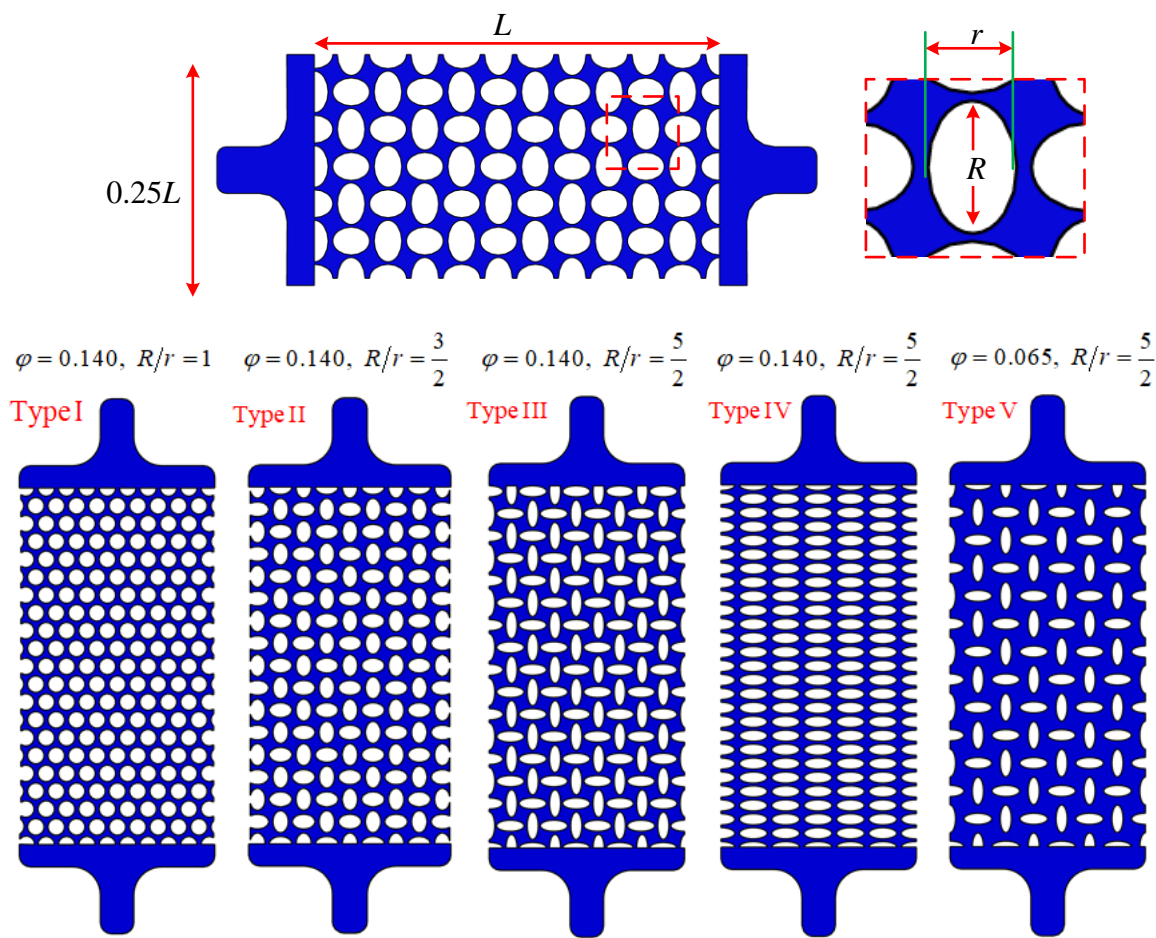 L
r
0.25L
R
φ = 0.140, R/r = 1
φ = 0.140, R/r = 3/2
φ = 0.140, R/r = 5/2
φ = 0.140, R/r = 5/2
φ = 0.065, R/r = 5/2
Type I
Type II
Type III
Type IV
Type V